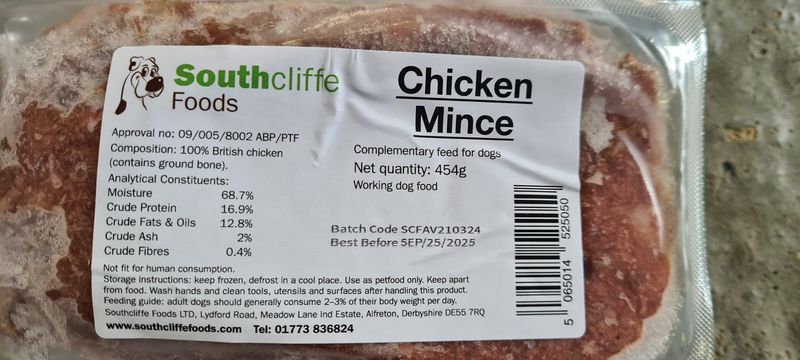 Southcliffe
Foods
Chicken
Mince
Approval no: 09/005/8002 ABP/PTF
Composition: 100% British chicken
(contains ground bone).
Analytical Constituents:
Moisture 68.7%
Crude Protein 16.9%
Crude Fats & Oils 12.8%
Crude Ash 2%
Crude Fibres 0.4%
Complementary feed for dogs
Net quantity: 454g
Working dog food
Batch Code SCFAV210324
Best Before SEP/25/2025
Not fit for human consumption.
Storage instructions: keep frozen, defrost in a cool place. Use as petfood only. Keep apart
from food. Wash hands and clean tools, utensils and surfaces after handling this product.
Feeding guide: adult dogs should generally consume 2–3% of their body weight per day.
Southcliffe Foods LTD, Lydford Road, Meadow Lane Ind Estate, Alfreton, Derbyshire DE55 7RQ
www.southcliffefoods.com Tel: 01773 836824
5 065014 525050